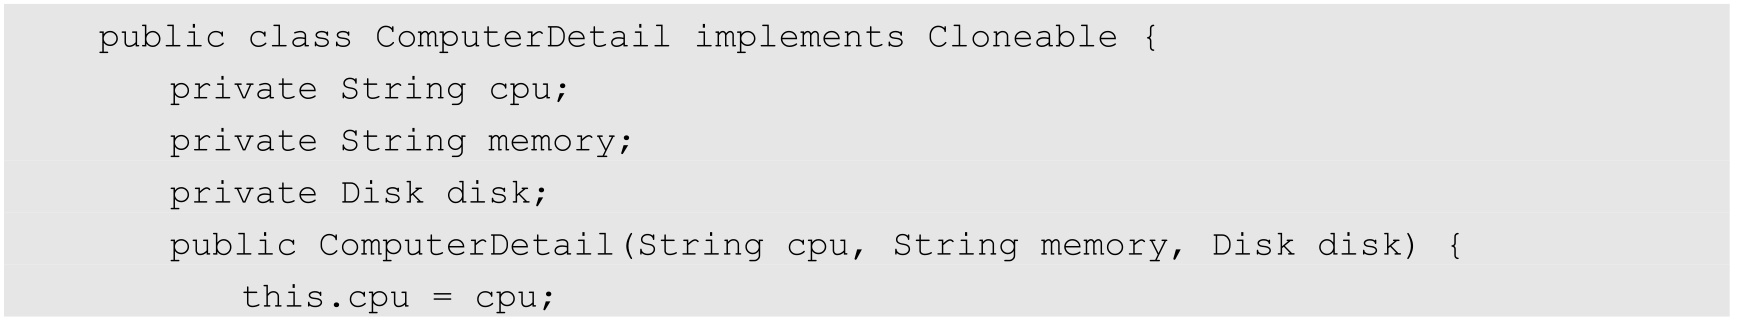 public class ComputerDetail implements Cloneable {
private String cpu;
private String memory;
private Disk disk;
public ComputerDetail(String cpu, String memory, Disk disk) {
this.cpu = cpu;